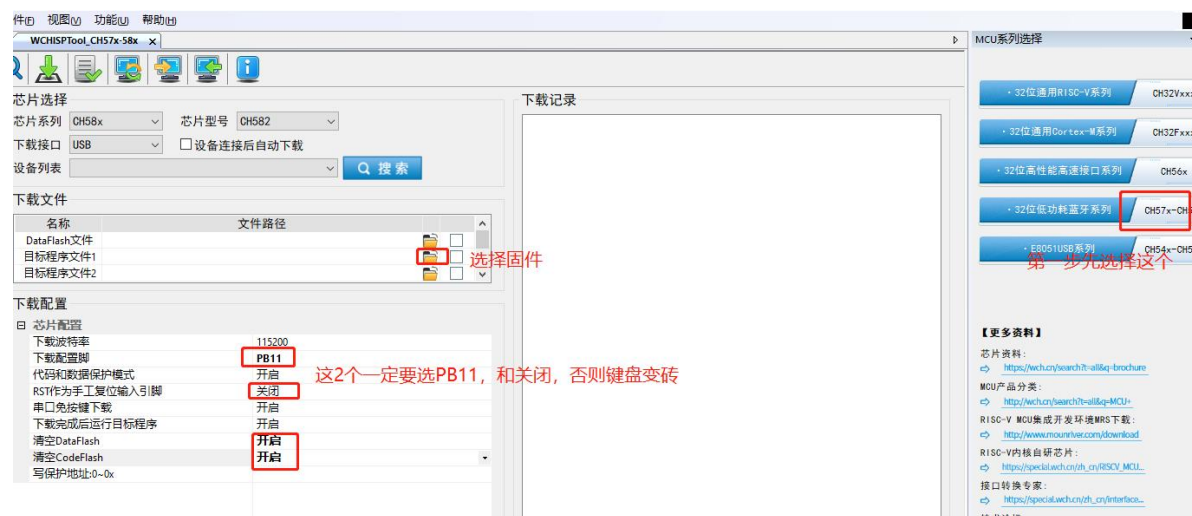 件(F) 视图(V) 功能(U) 帮助(H)
WCHISPTool_CH57x-58x x
芯片选择
芯片系列 CH58x 芯片型号 CH582
下载接口 USB 设备连接后自动下载
设备列表 搜索
下载文件
名称 文件路径
DataFlash文件
目标程序文件1
选择固件
目标程序文件2
下载配置
芯片配置
下载波特率 115200
下载配置脚 PB11
代码和数据保护模式 开启
这2个一定要选PB11，和关闭，否则键盘变砖
RST作为手工复位输入引脚 关闭
串口免按键下载 开启
下载完成后运行目标程序 开启
清空DataFlash 开启
清空CodeFlash 开启
写保护地址:0~0x
下载记录
MCU系列选择
·32位通用RISC-V系列 CH32Vxx
·32位通用Cortex-M系列 CH32Fxx
·32位高性能高速接口系列 CH56x
·32位低功耗蓝牙系列 CH57x-CH5
·E8051USB系列 CH54x-CH5
第一步先选择这个
【更多资料】
芯片资料:
https://wch.cn/search?t=all&q=brochure
MCU产品分类:
http://wch.cn/search?t=all&q=MCU+
RISC-V MCU集成开发环境MRS下载:
http://www.mounriver.com/download
RISC-V内核自研芯片:
https://special.wch.cn/zh_cn/RISCV_MCU...
接口转换专家:
https://special.wch.cn/zh_cn/interface...